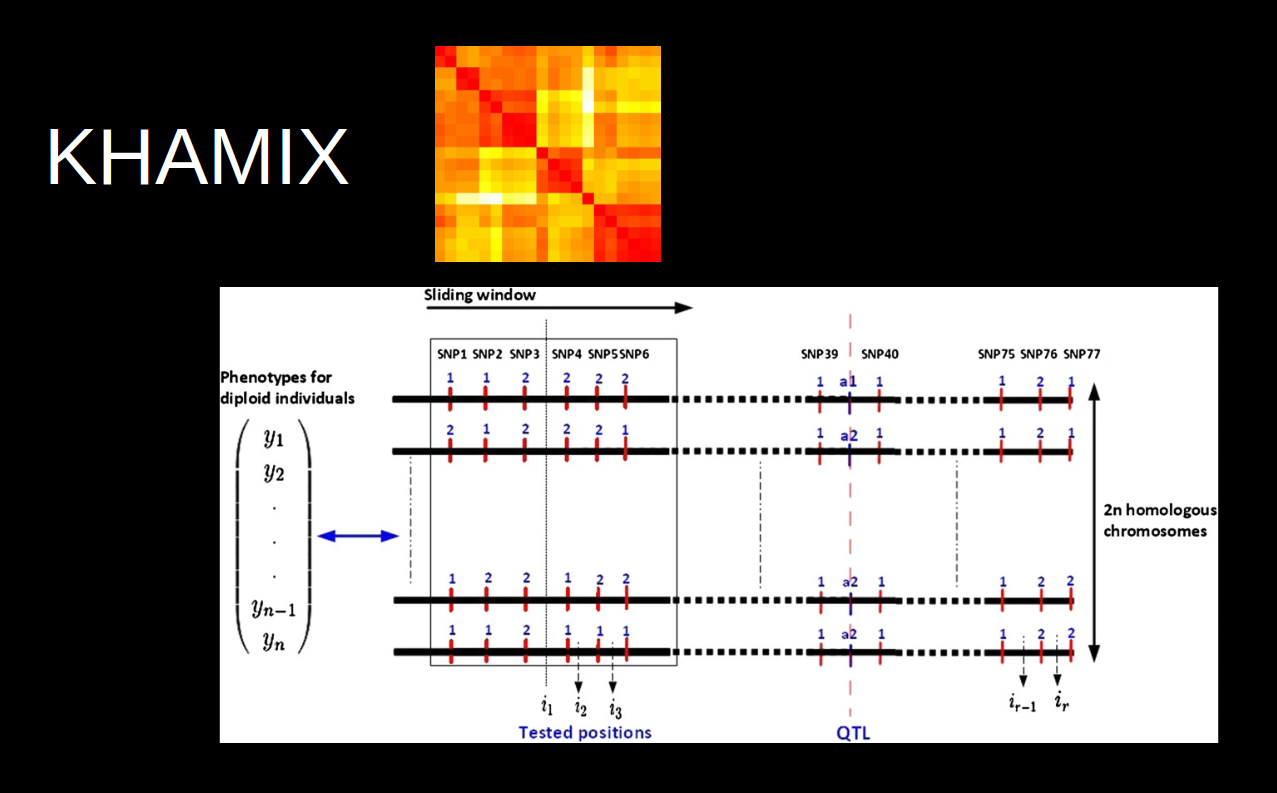 KHAMIX
Sliding window
SNP1 SNP2 SNP3 SNP4 SNP5 SNP6 SNP39 SNP40 SNP75 SNP76 SNP77
Phenotypes for
diploid individuals
1 1 2 2 2 2 1 a1 1 1 2 1
2 1 2 2 2 1 1 a2 1 1 2 1
y1
y2
.
.
.
yn−1
yn
2n homologous
chromosomes
1 2 2 1 2 2 1 a2 1 1 2 2
1 1 2 1 1 1 1 a2 1 1 2 2
i1 i2 i3 ir−1 ir
Tested positions QTL